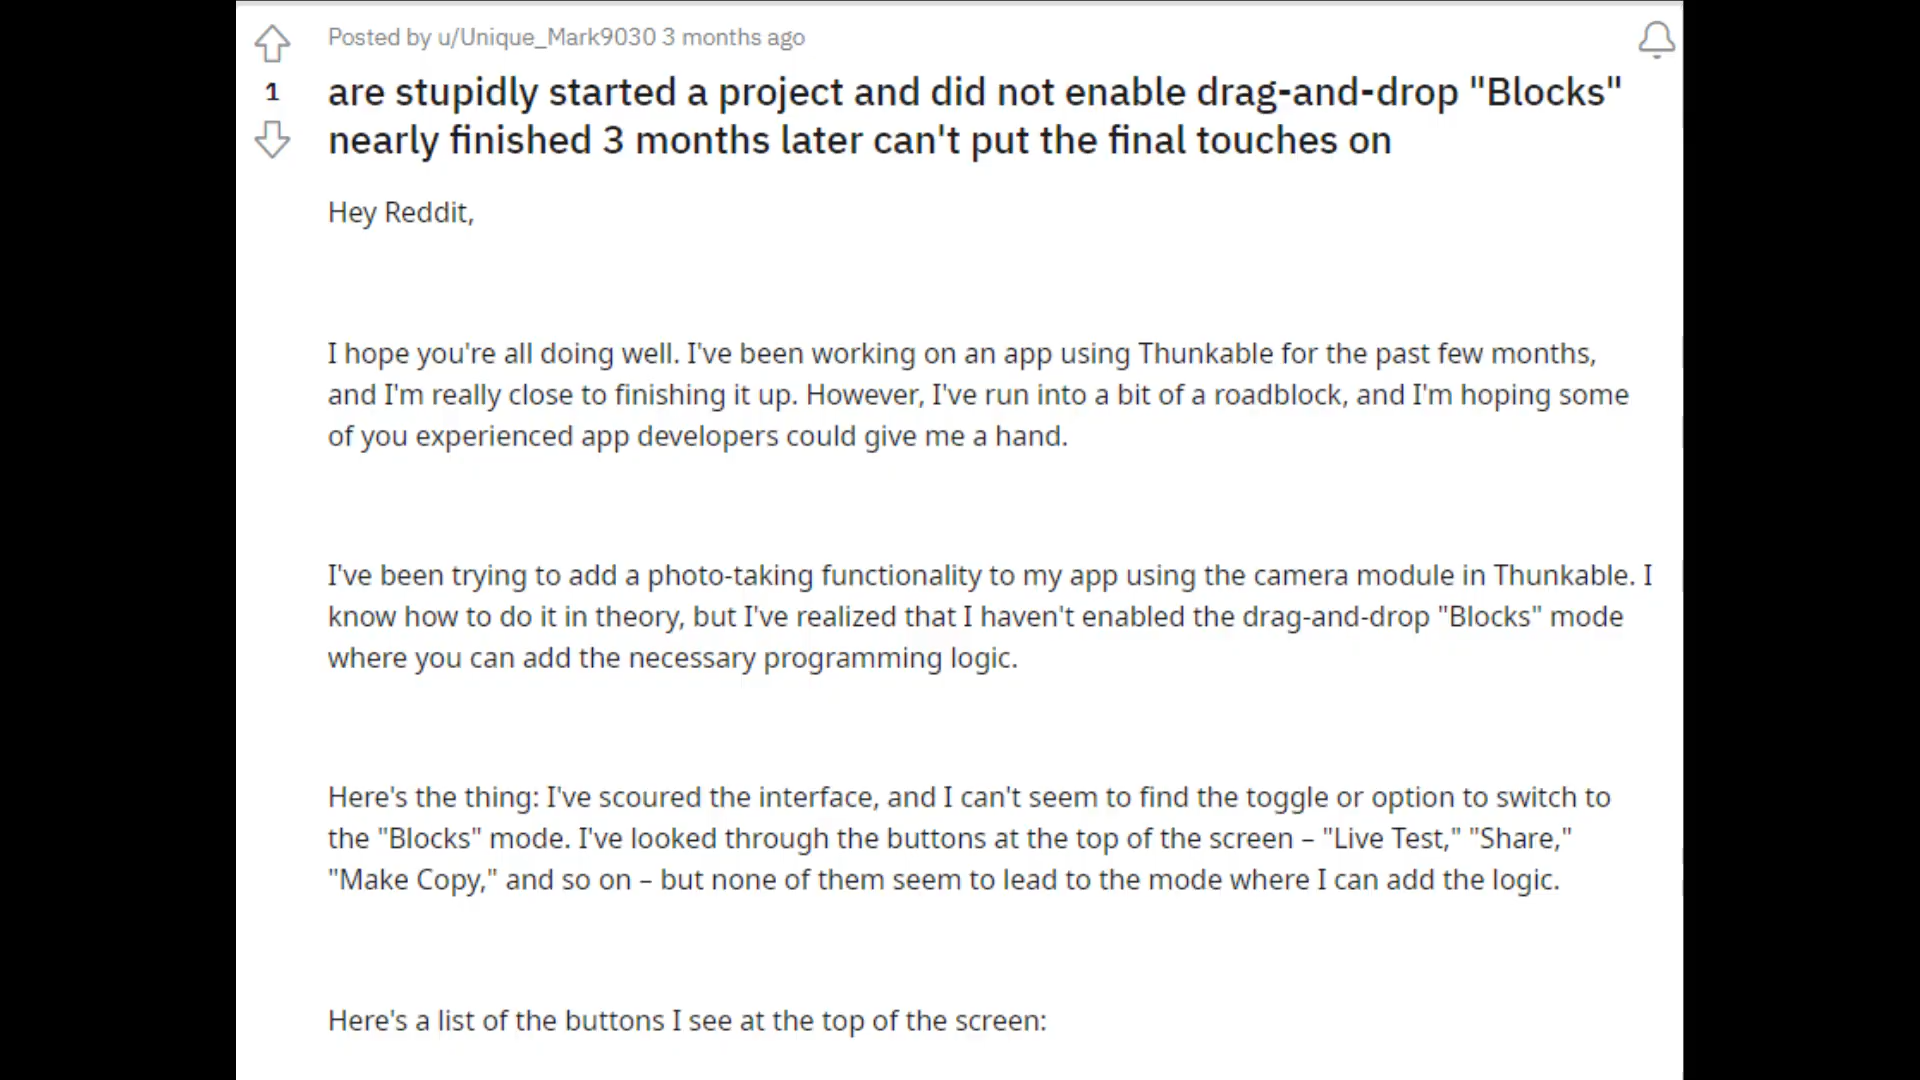 Posted by u/Unique_Mark9030 3 months ago
1
are stupidly started a project and did not enable drag-and-drop "Blocks"
nearly finished 3 months later can't put the final touches on
Hey Reddit,
I hope you're all doing well. I've been working on an app using Thunkable for the past few months,
and I'm really close to finishing it up. However, I've run into a bit of a roadblock, and I'm hoping some
of you experienced app developers could give me a hand.
I've been trying to add a photo-taking functionality to my app using the camera module in Thunkable. I
know how to do it in theory, but I've realized that I haven't enabled the drag-and-drop "Blocks" mode
where you can add the necessary programming logic.
Here's the thing: I've scoured the interface, and I can't seem to find the toggle or option to switch to
the "Blocks" mode. I've looked through the buttons at the top of the screen – "Live Test," "Share,"
"Make Copy," and so on – but none of them seem to lead to the mode where I can add the logic.
Here's a list of the buttons I see at the top of the screen: